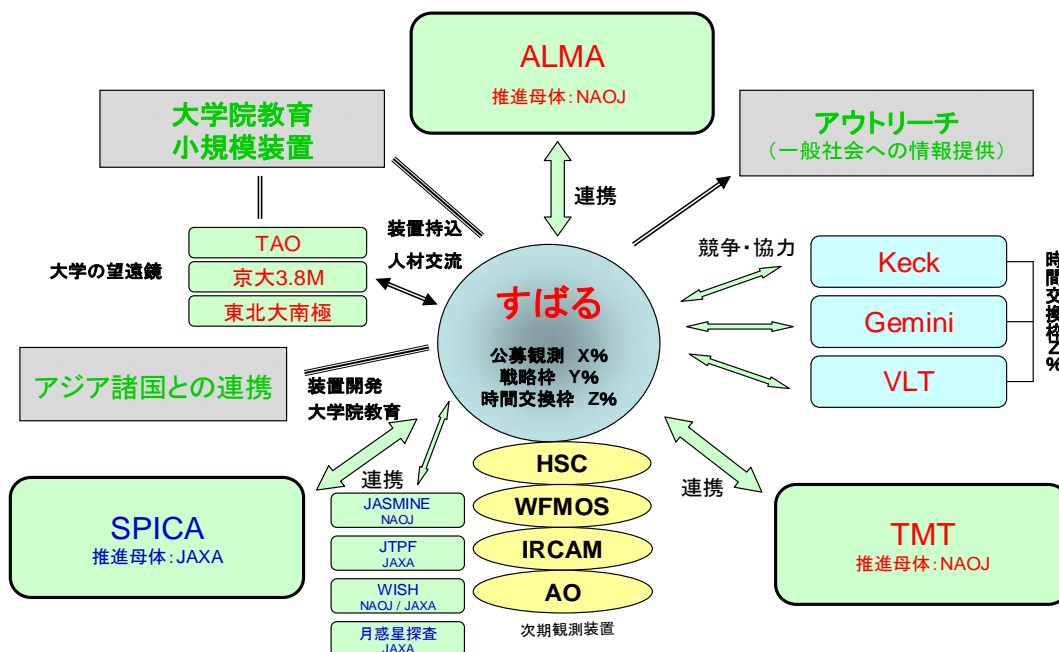 ALMA
推進母体：NAOJ
大学院教育
小規模装置
アウトリーチ
（一般社会への情報提供）
連携
装置持込
人材交流
大学の望遠鏡
TAO
京大3.8M
東北大南極
競争・協力
Keck
Gemini
VLT
時間交換枠Z%
すばる
公募観測 X%
戦略枠 Y%
時間交換枠 Z%
アジア諸国との連携
装置開発
大学院教育
連携
連携
SPICA
推進母体：JAXA
JASMINE
NAOJ
JTPF
JAXA
WISH
NAOJ / JAXA
月惑星探査
JAXA
HSC
WFMOS
IRCAM
AO
次期観測装置
TMT
推進母体：NAOJ